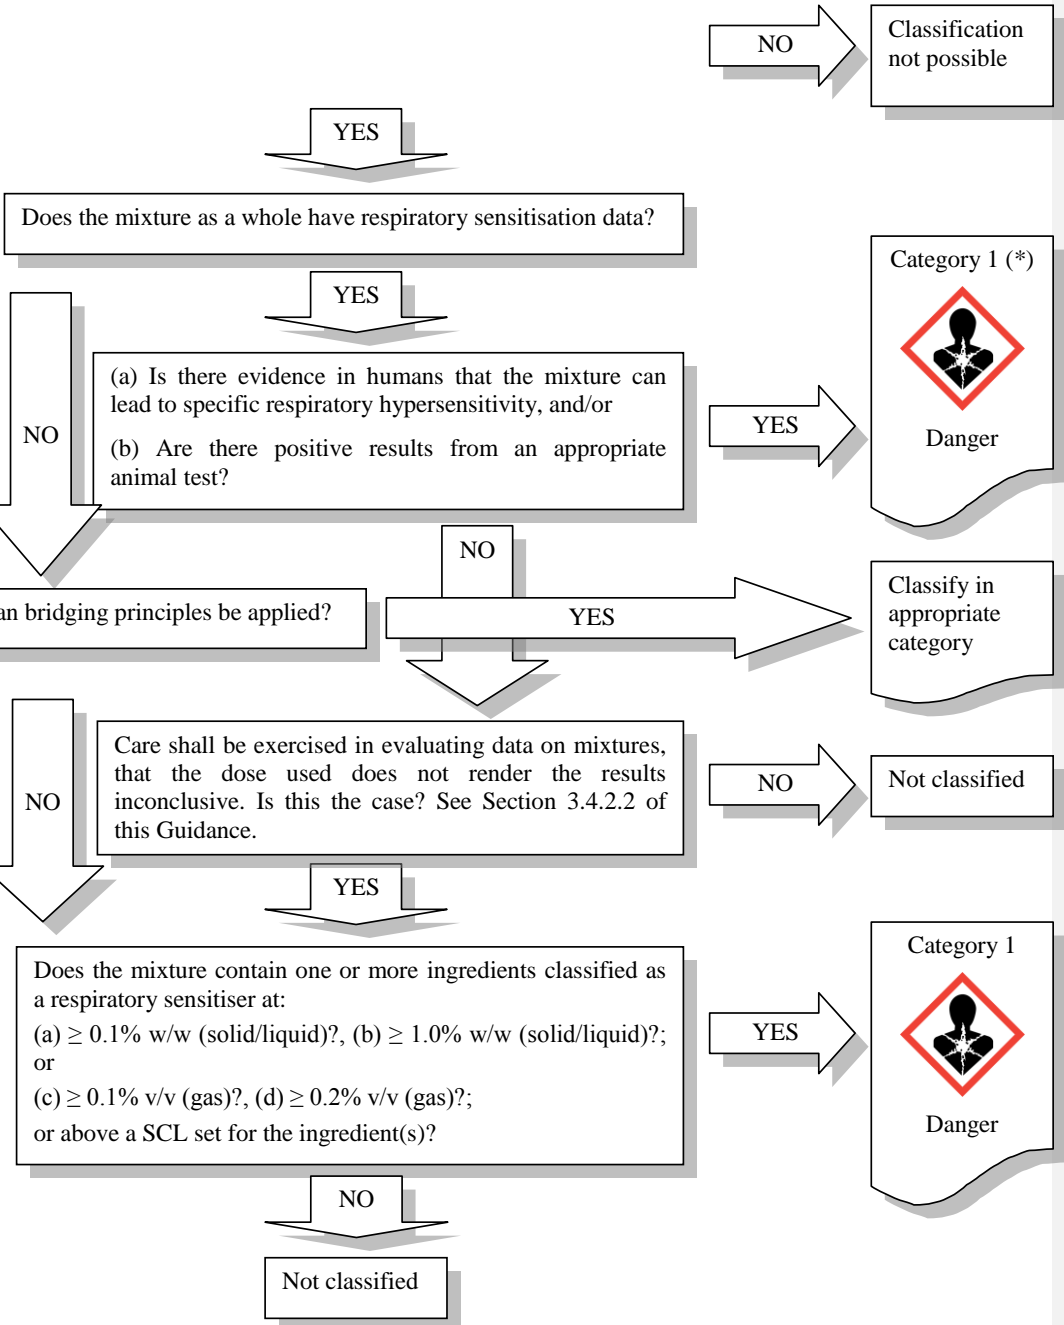 NO
Classification
not possible
YES
Does the mixture as a whole have respiratory sensitisation data?
YES
Category 1 (*)
Danger
NO
(a) Is there evidence in humans that the mixture can
lead to specific respiratory hypersensitivity, and/or
(b) Are there positive results from an appropriate
animal test?
YES
NO
an bridging principles be applied?
YES
Classify in
appropriate
category
NO
Care shall be exercised in evaluating data on mixtures,
that the dose used does not render the results
inconclusive. Is this the case? See Section 3.4.2.2 of
this Guidance.
NO
Not classified
YES
Does the mixture contain one or more ingredients classified as
a respiratory sensitiser at:
(a) ≥ 0.1% w/w (solid/liquid)?, (b) ≥ 1.0% w/w (solid/liquid)?;
or
(c) ≥ 0.1% v/v (gas)?, (d) ≥ 0.2% v/v (gas)?;
or above a SCL set for the ingredient(s)?
YES
Category 1
Danger
NO
Not classified